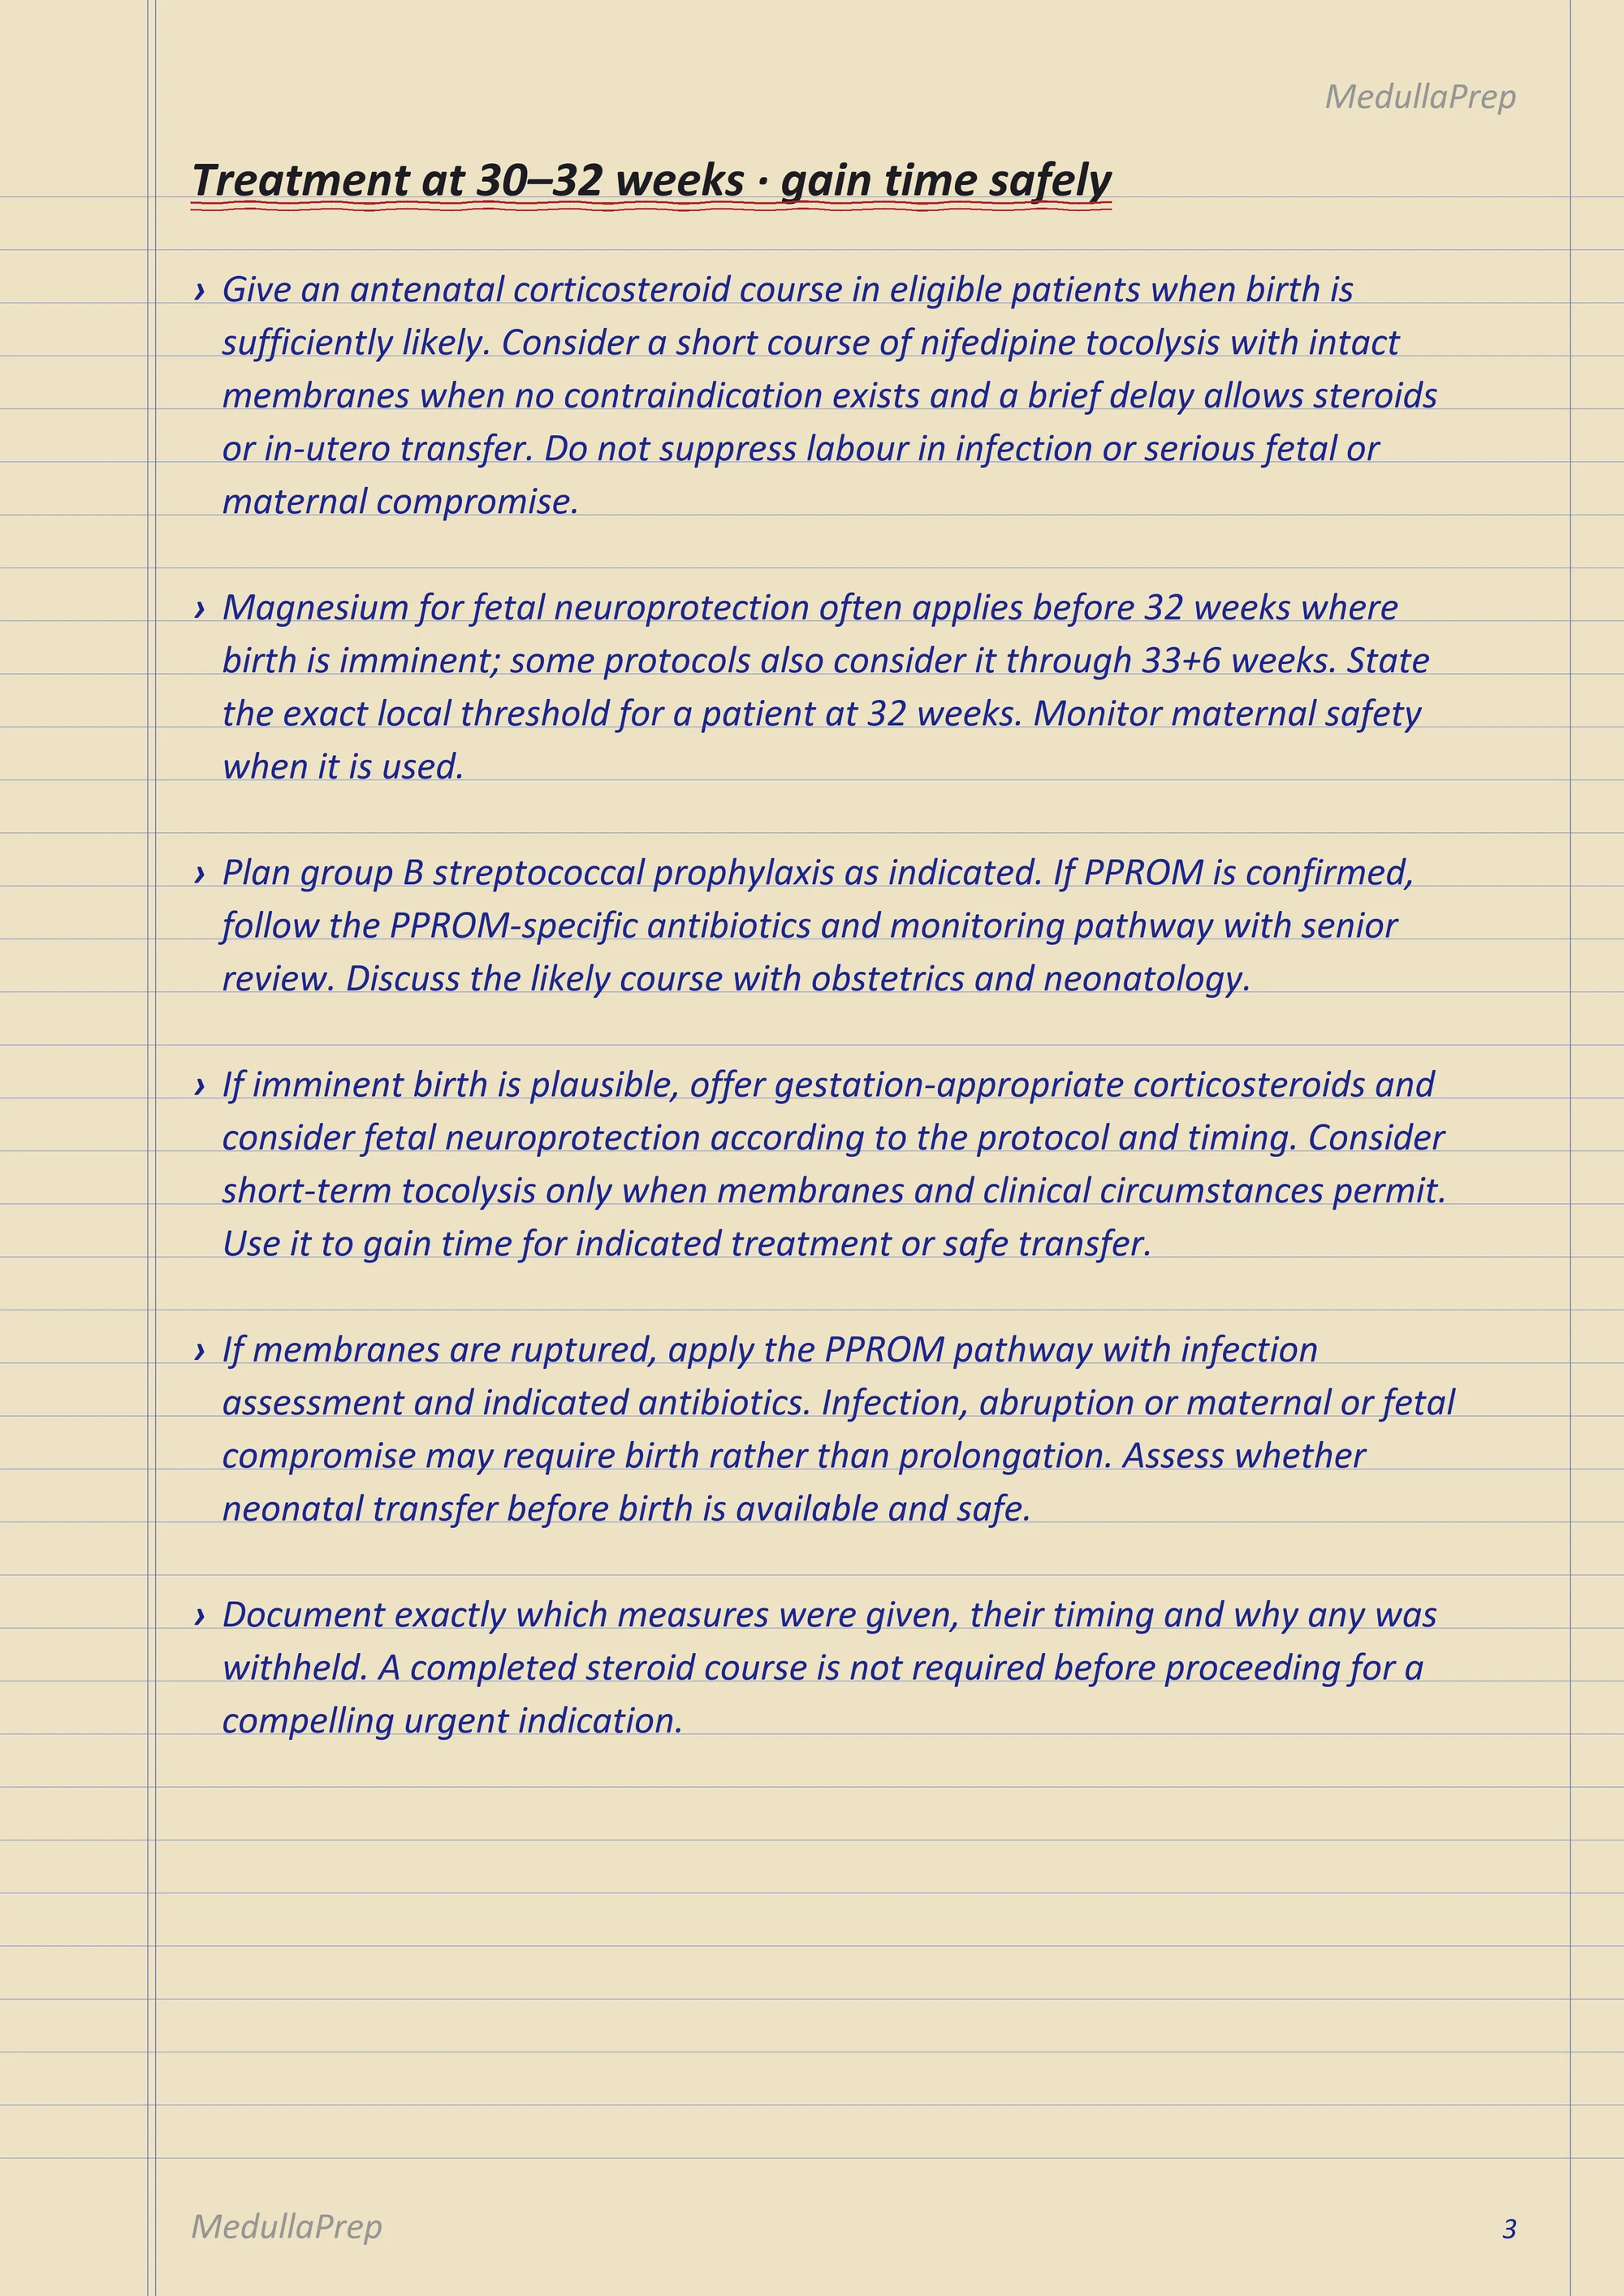 MedullaPrep
Treatment at 30–32 weeks · gain time safely
› Give an antenatal corticosteroid course in eligible patients when birth is
sufficiently likely. Consider a short course of nifedipine tocolysis with intact
membranes when no contraindication exists and a brief delay allows steroids
or in-utero transfer. Do not suppress labour in infection or serious fetal or
maternal compromise.
› Magnesium for fetal neuroprotection often applies before 32 weeks where
birth is imminent; some protocols also consider it through 33+6 weeks. State
the exact local threshold for a patient at 32 weeks. Monitor maternal safety
when it is used.
› Plan group B streptococcal prophylaxis as indicated. If PPROM is confirmed,
follow the PPROM-specific antibiotics and monitoring pathway with senior
review. Discuss the likely course with obstetrics and neonatology.
› If imminent birth is plausible, offer gestation-appropriate corticosteroids and
consider fetal neuroprotection according to the protocol and timing. Consider
short-term tocolysis only when membranes and clinical circumstances permit.
Use it to gain time for indicated treatment or safe transfer.
› If membranes are ruptured, apply the PPROM pathway with infection
assessment and indicated antibiotics. Infection, abruption or maternal or fetal
compromise may require birth rather than prolongation. Assess whether
neonatal transfer before birth is available and safe.
› Document exactly which measures were given, their timing and why any was
withheld. A completed steroid course is not required before proceeding for a
compelling urgent indication.
MedullaPrep
3